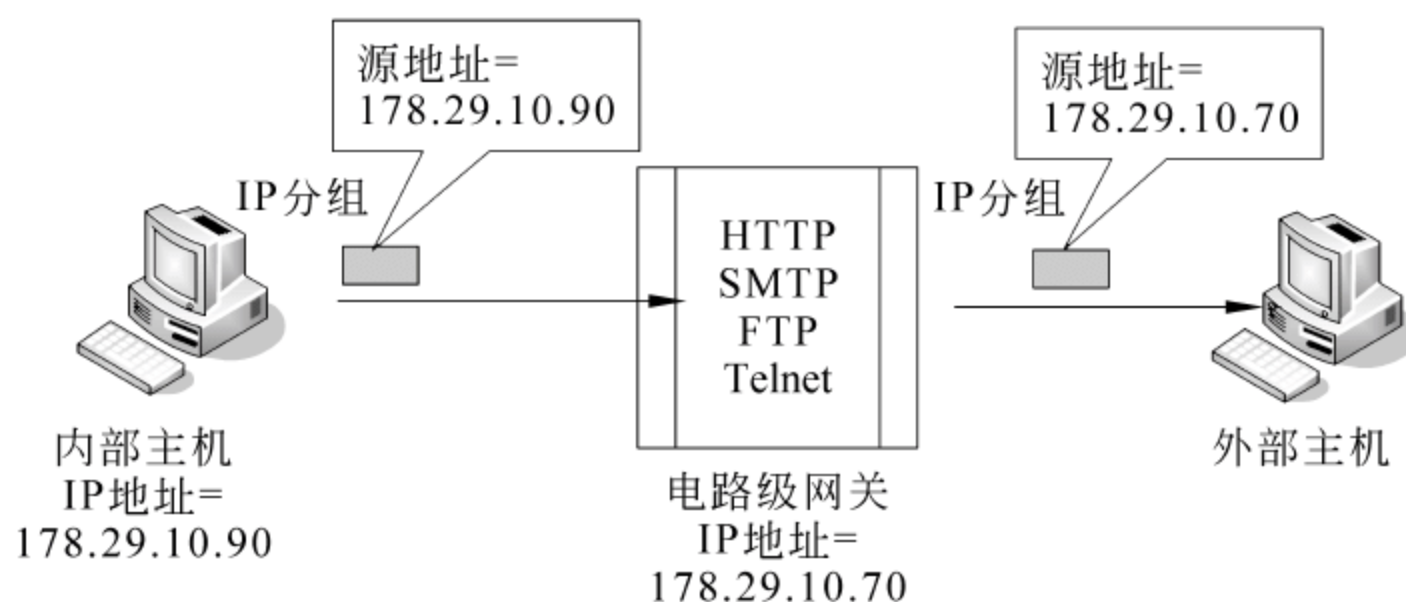 源地址=
178.29.10.90
源地址=
178.29.10.70
IP分组
IP分组
HTTP
SMTP
FTP
Telnet
内部主机
IP地址=
178.29.10.90
电路级网关
IP地址=
178.29.10.70
外部主机